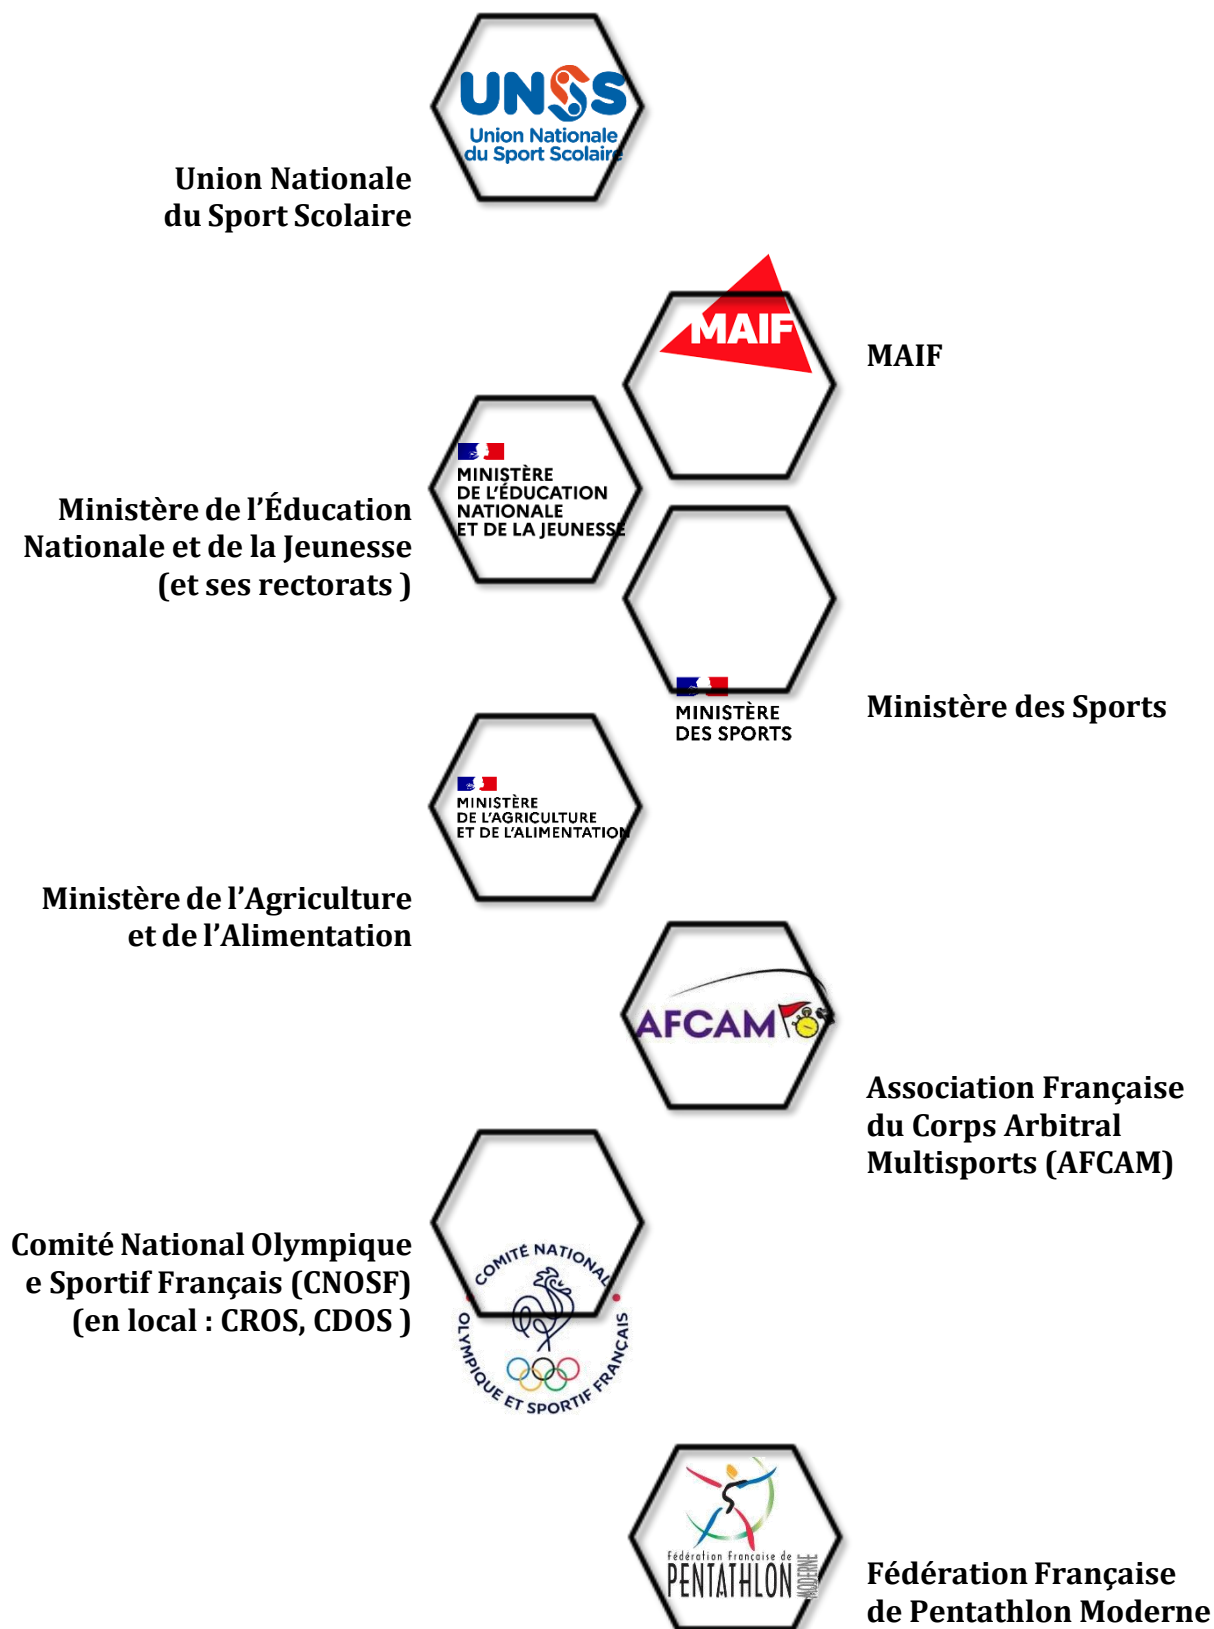 UNSS
Union Nationale
du Sport Scolaire
Union Nationale
du Sport Scolaire
MAIF
MAIF
MINISTÈRE
DE L'ÉDUCATION
NATIONALE
ET DE LA JEUNESSE
Ministère de l’Éducation
Nationale et de la Jeunesse
(et ses rectorats )
MINISTÈRE
DES SPORTS
Ministère des Sports
MINISTÈRE
DE L'AGRICULTURE
ET DE L'ALIMENTATION
Ministère de l’Agriculture
et de l’Alimentation
AFCAM
Association Française
du Corps Arbitral
Multisports (AFCAM)
Comité National Olympique
e Sportif Français (CNOSF)
(en local : CROS, CDOS )
COMITÉ NATIONAL
OLYMPIQUE ET SPORTIF FRANÇAIS
Fédération Française de
PENTATHLON MODERNE
Fédération Française
de Pentathlon Moderne